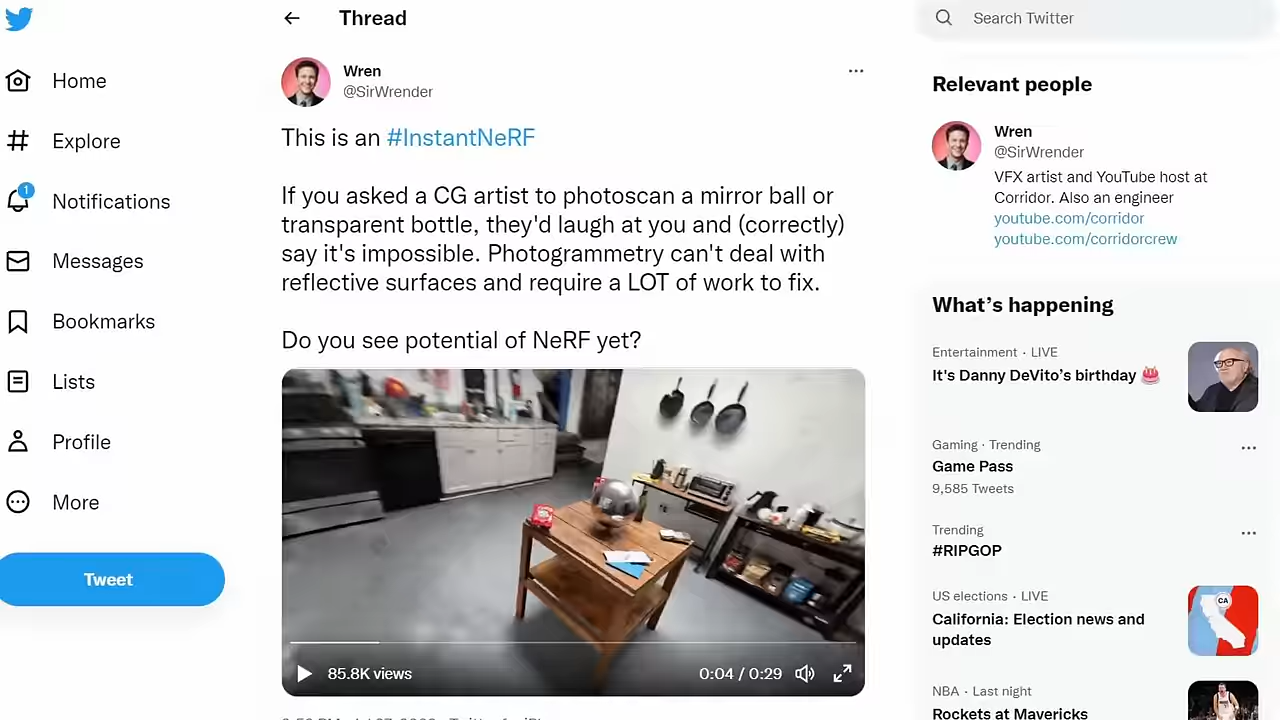 Home
Explore
1
Notifications
Messages
Bookmarks
Lists
Profile
More
Tweet
Thread
Wren
@SirWrender
This is an #InstantNeRF
If you asked a CG artist to photoscan a mirror ball or
transparent bottle, they'd laugh at you and (correctly)
say it's impossible. Photogrammetry can't deal with
reflective surfaces and require a LOT of work to fix.
Do you see potential of NeRF yet?
85.8K views
0:04 / 0:29
Search Twitter
Relevant people
Wren
@SirWrender
VFX artist and YouTube host at
Corridor. Also an engineer
youtube.com/corridor
youtube.com/corridorcrew
What's happening
Entertainment · LIVE
It's Danny DeVito's birthday 🎂
Gaming · Trending
Game Pass
9,585 Tweets
Trending
#RIPGOP
US elections · LIVE
California: Election news and
updates
CA
NBA · Last night
Rockets at Mavericks